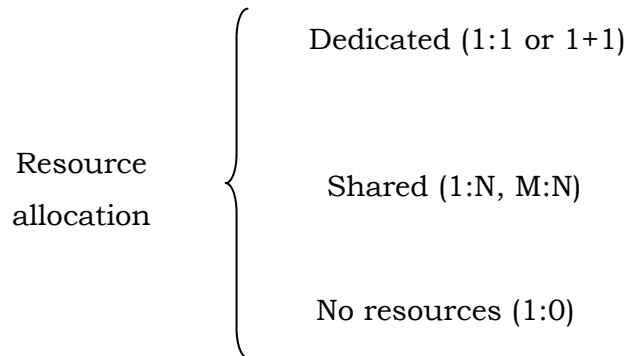 Dedicated (1:1 or 1+1)
Resource
allocation
Shared (1:N, M:N)
No resources (1:0)